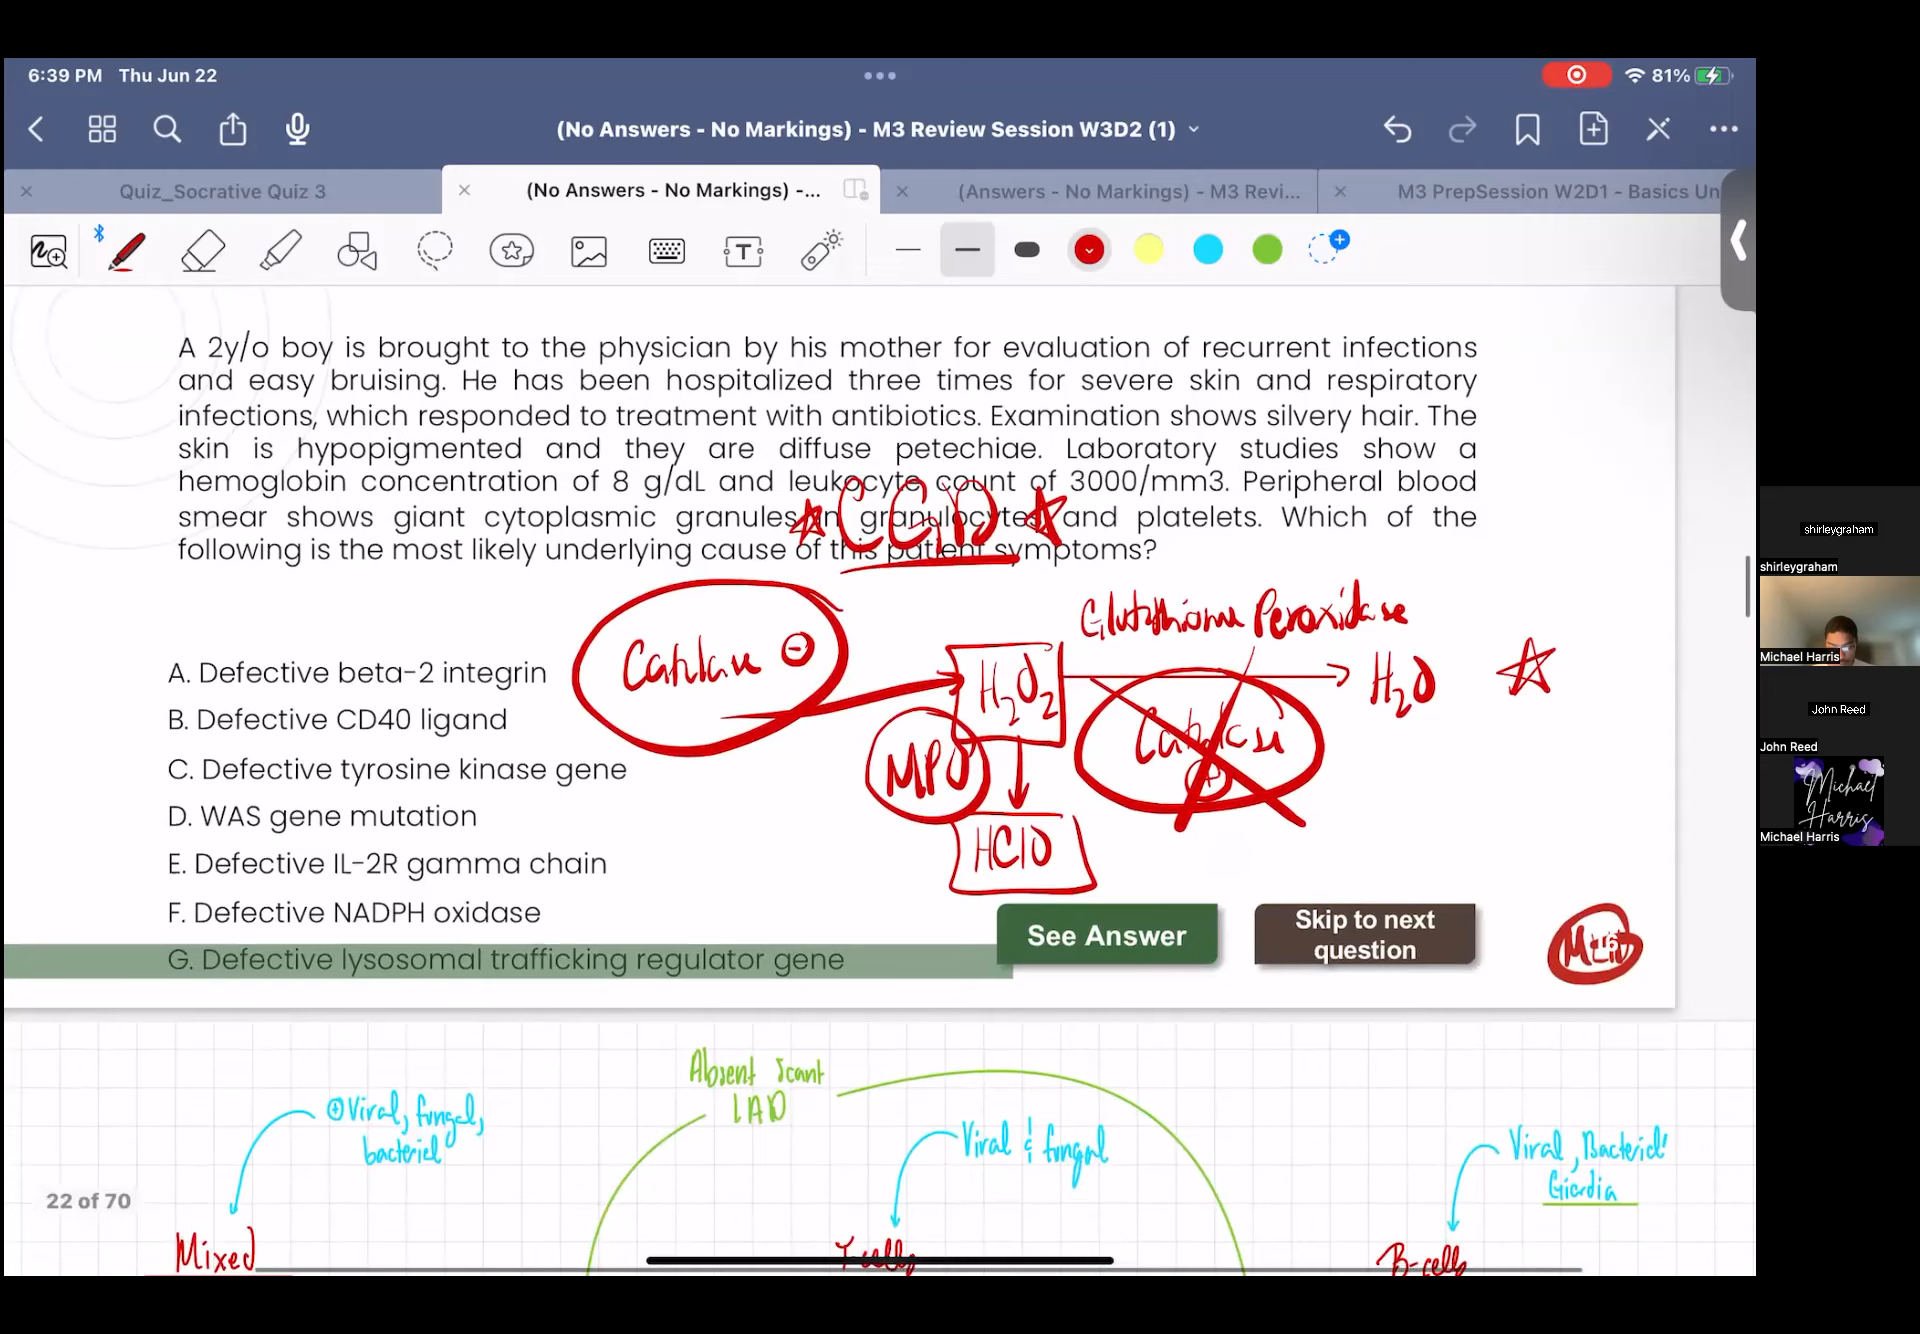 6:39 PM Thu Jun 22
81%
(No Answers - No Markings) - M3 Review Session W3D2 (1)
Quiz_Socrative Quiz 3
(No Answers - No Markings) -...
(Answers - No Markings) - M3 Revi...
M3 PrepSession W2D1 - Basics Un
A 2y/o boy is brought to the physician by his mother for evaluation of recurrent infections
and easy bruising. He has been hospitalized three times for severe skin and respiratory
infections, which responded to treatment with antibiotics. Examination shows silvery hair. The
skin is hypopigmented and they are diffuse petechiae. Laboratory studies show a
hemoglobin concentration of 8 g/dL and leukocyte count of 3000/mm3. Peripheral blood
smear shows giant cytoplasmic granules in granulocytes and platelets. Which of the
following is the most likely underlying cause of this patient symptoms?
CGD
Glutathione Peroxidase
Catalase -
H2O2
H2O
Catalase
+
MPO
HClO
A. Defective beta-2 integrin
B. Defective CD40 ligand
C. Defective tyrosine kinase gene
D. WAS gene mutation
E. Defective IL-2R gamma chain
F. Defective NADPH oxidase
G. Defective lysosomal trafficking regulator gene
See Answer
Skip to next
question
Absent Scant
LAD
+ Viral, fungal,
bacteriel
Viral & fungal
Viral, Bacteriel
Giardia
22 of 70
Mixed
T-cells
B-cells
shirleygraham
shirleygraham
Michael Harris
John Reed
John Reed
Michael
Harris
Michael Harris